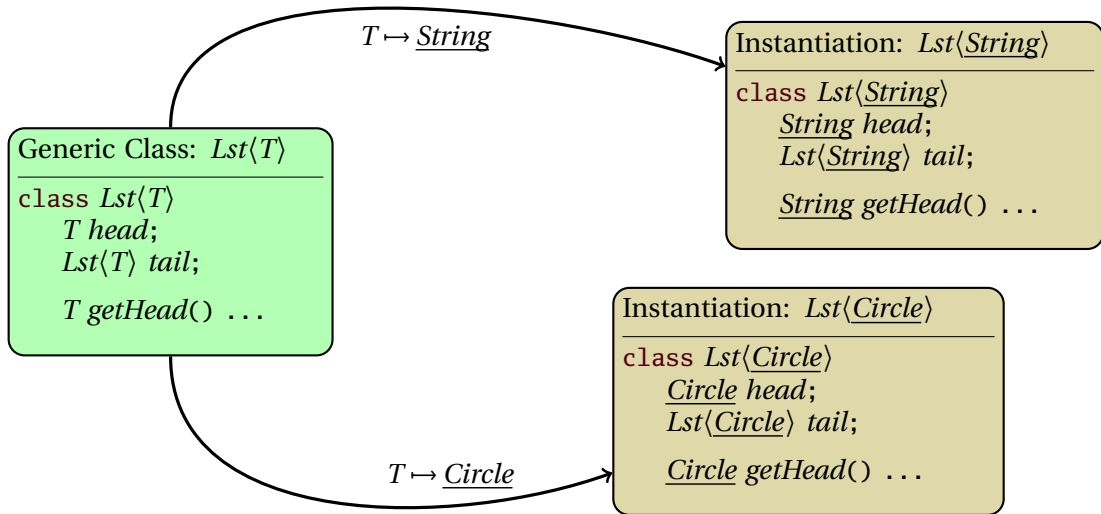 T ↦ String
Instantiation: Lst⟨String⟩
class Lst⟨String⟩
String head;
Lst⟨String⟩ tail;
String getHead() ...
Generic Class: Lst⟨T⟩
class Lst⟨T⟩
T head;
Lst⟨T⟩ tail;
T getHead() ...
Instantiation: Lst⟨Circle⟩
class Lst⟨Circle⟩
Circle head;
Lst⟨Circle⟩ tail;
Circle getHead() ...
T ↦ Circle